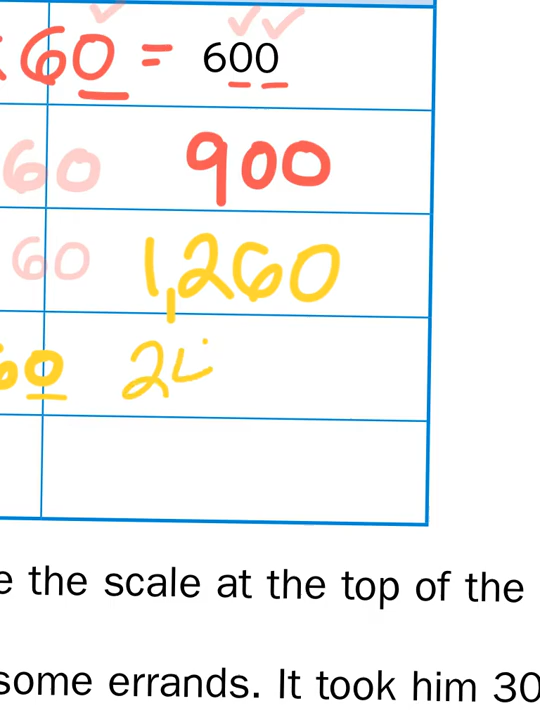 60 = 600
60 900
60 1,260
60 24
e the scale at the top of the
some errands. It took him 30